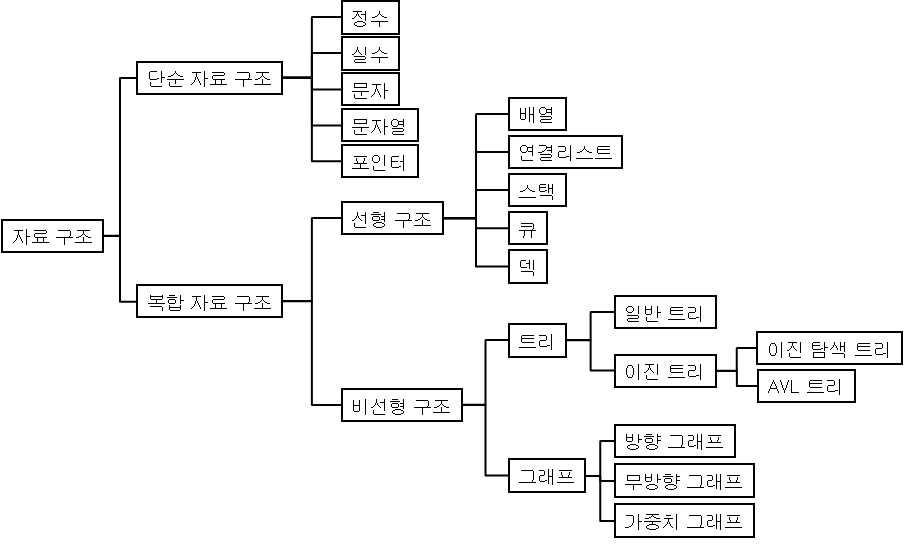 자료 구조
단순 자료 구조
정수
실수
문자
문자열
포인터
복합 자료 구조
선형 구조
배열
연결리스트
스택
큐
덱
비선형 구조
트리
일반 트리
이진 트리
이진 탐색 트리
AVL 트리
그래프
방향 그래프
무방향 그래프
가중치 그래프